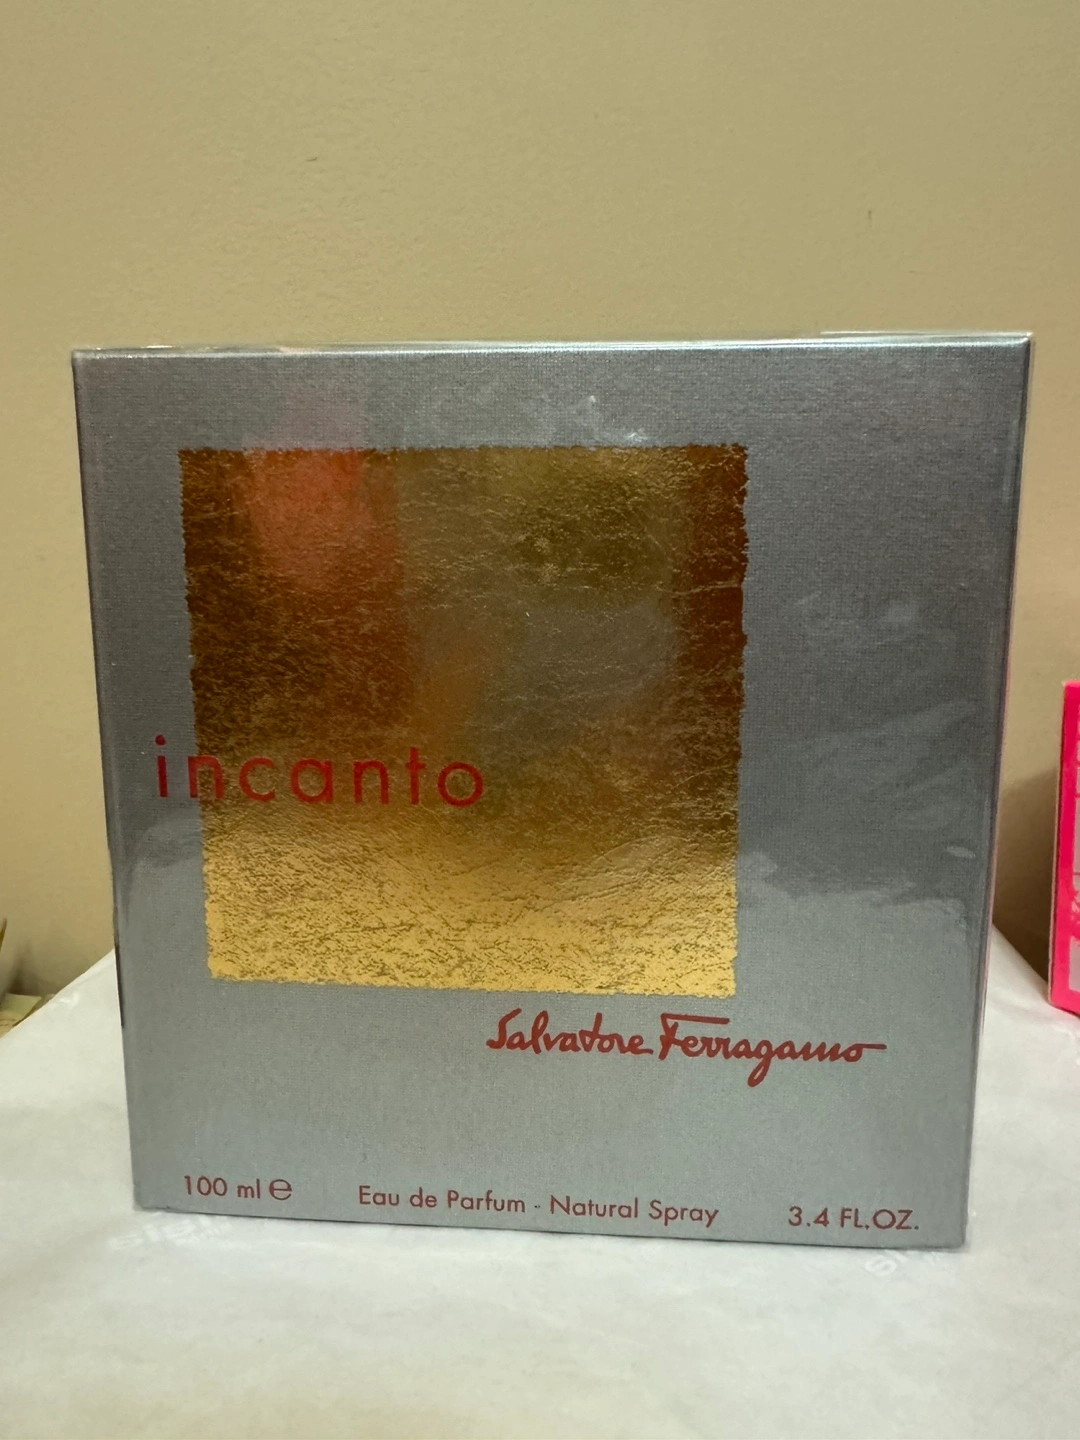 incanto
Salvatore Ferragamo
100 ml ℮ Eau de Parfum - Natural Spray 3.4 FL.OZ.